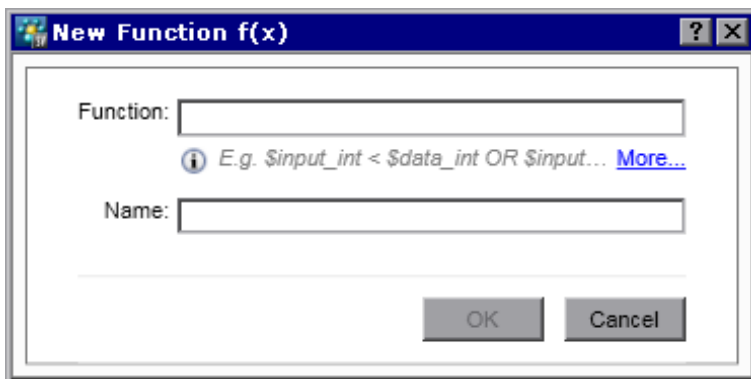 New Function f(x) ? X
Function:
E.g. $input_int < $data_int OR $input... More...
Name:
OK Cancel